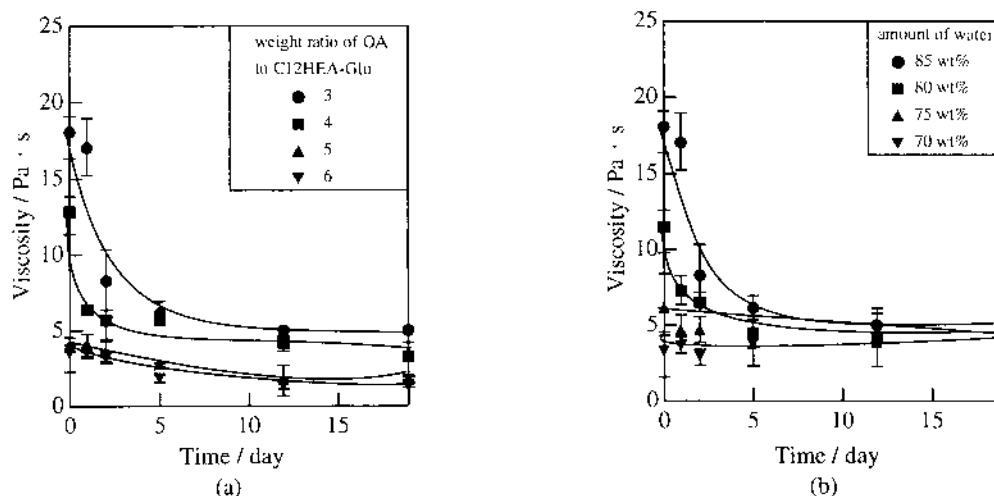 25
20
15
10
5
0
Viscosity / Pa · s
weight ratio of OA
to C12HEA-Glu
3
4
5
6
0 5 10 15
Time / day
(a)
25
20
15
10
5
0
Viscosity / Pa · s
amount of water
85 wt%
80 wt%
75 wt%
70 wt%
0 5 10 15
Time / day
(b)